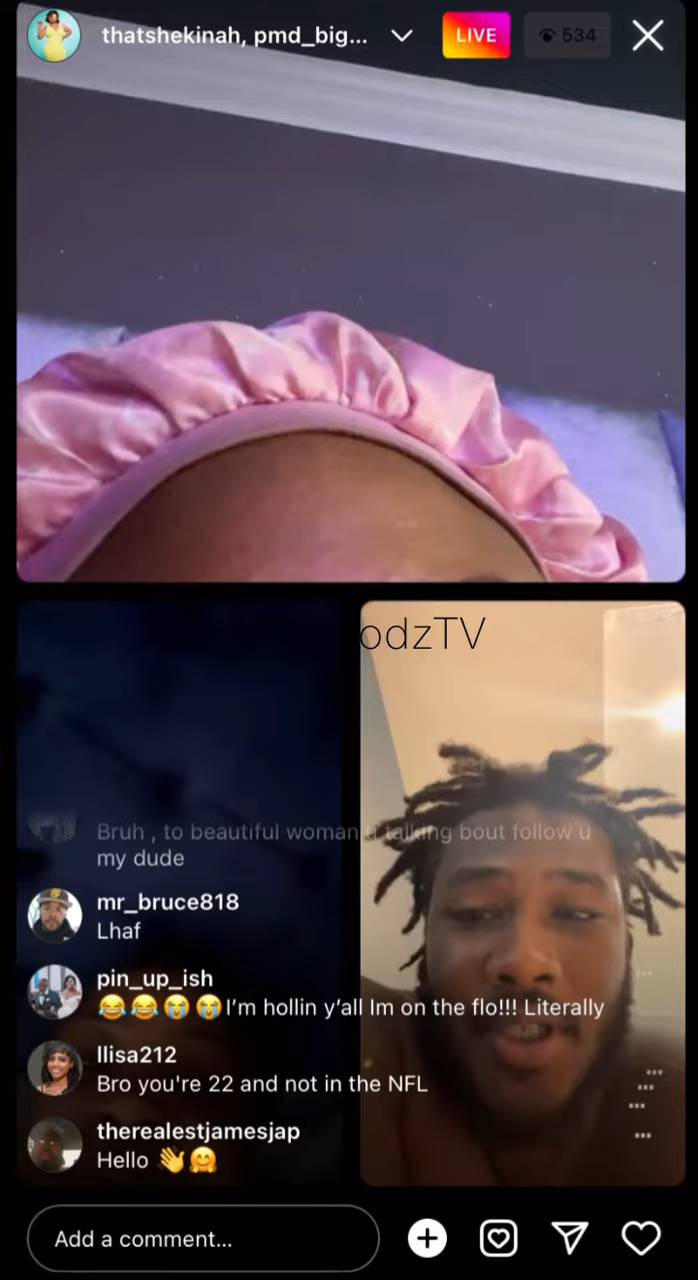 thatshekinah, pmd_big...
LIVE
534
odzTV
Bruh , to beautiful woman u talking bout follow u
my dude
mr_bruce818
Lhaf
pin_up_ish
😂😂😭😭I’m hollin y’all Im on the flo!!! Literally
llisa212
Bro you're 22 and not in the NFL
therealestjamesjap
Hello 👋🤗
Add a comment...